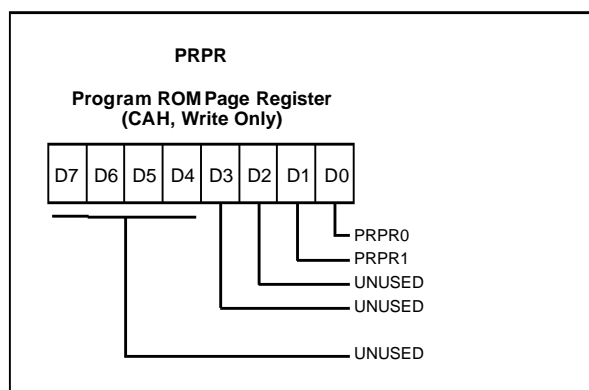 PRPR
Program ROM Page Register
(CAH, Write Only)
D7 D6 D5 D4 D3 D2 D1 D0
PRPR0
PRPR1
UNUSED
UNUSED
UNUSED